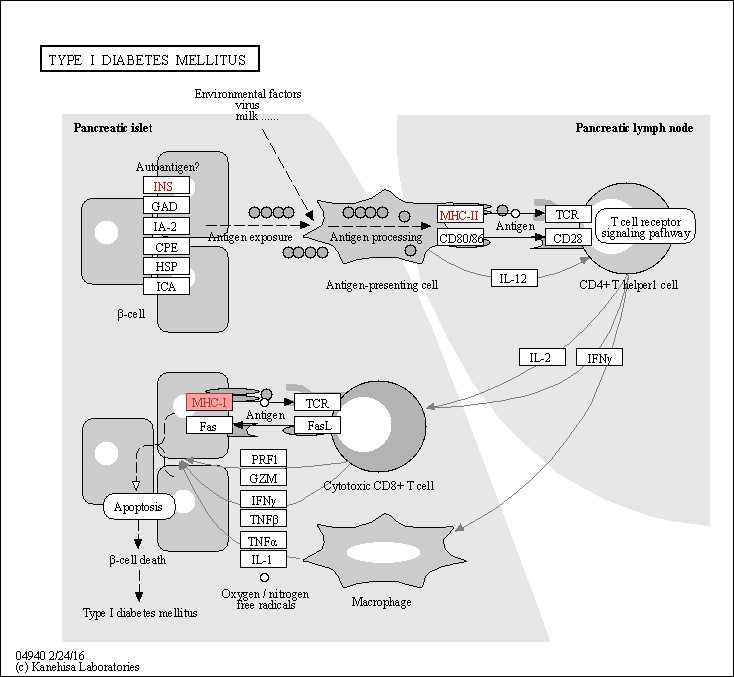 TYPE I DIABETES MELLITUS
Environmental factors
virus
milk ......
Pancreatic islet
Pancreatic lymph node
Autoantigen?
INS
GAD
IA-2
CPE
HSP
ICA
β-cell
Antigen exposure
Antigen processing
MHC-II
CD80/86
Antigen
TCR
CD28
T cell receptor
signaling pathway
Antigen-presenting cell
IL-12
CD4+ T helper1 cell
IL-2
IFNγ
MHC-I
Fas
Antigen
TCR
FasL
PRF1
GZM
IFNγ
TNFβ
TNFα
IL-1
Cytotoxic CD8+ T cell
Apoptosis
β-cell death
Type I diabetes mellitus
Oxygen / nitrogen
free radicals
Macrophage
04940 2/24/16
(c) Kanehisa Laboratories